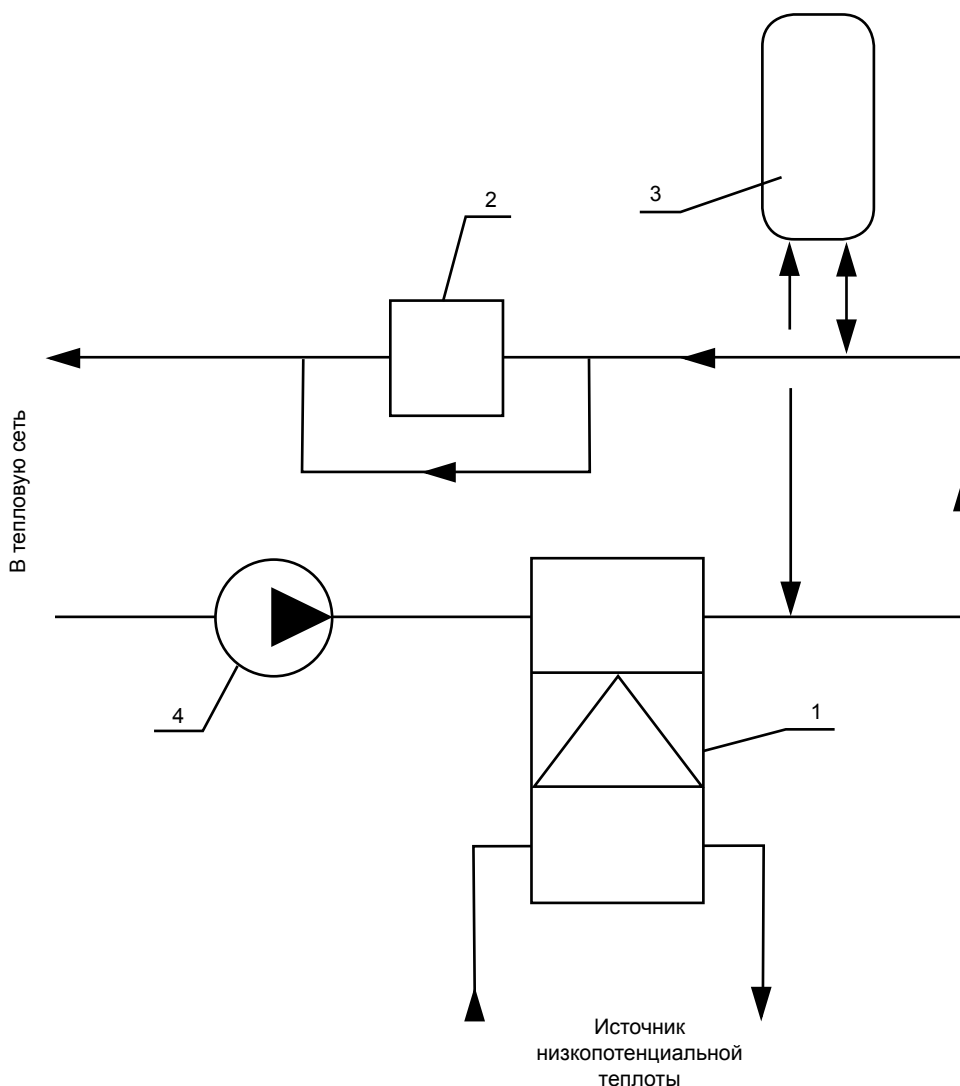 3
2
В тепловую сеть
4
1
Источник
низкопотенциальной
теплоты